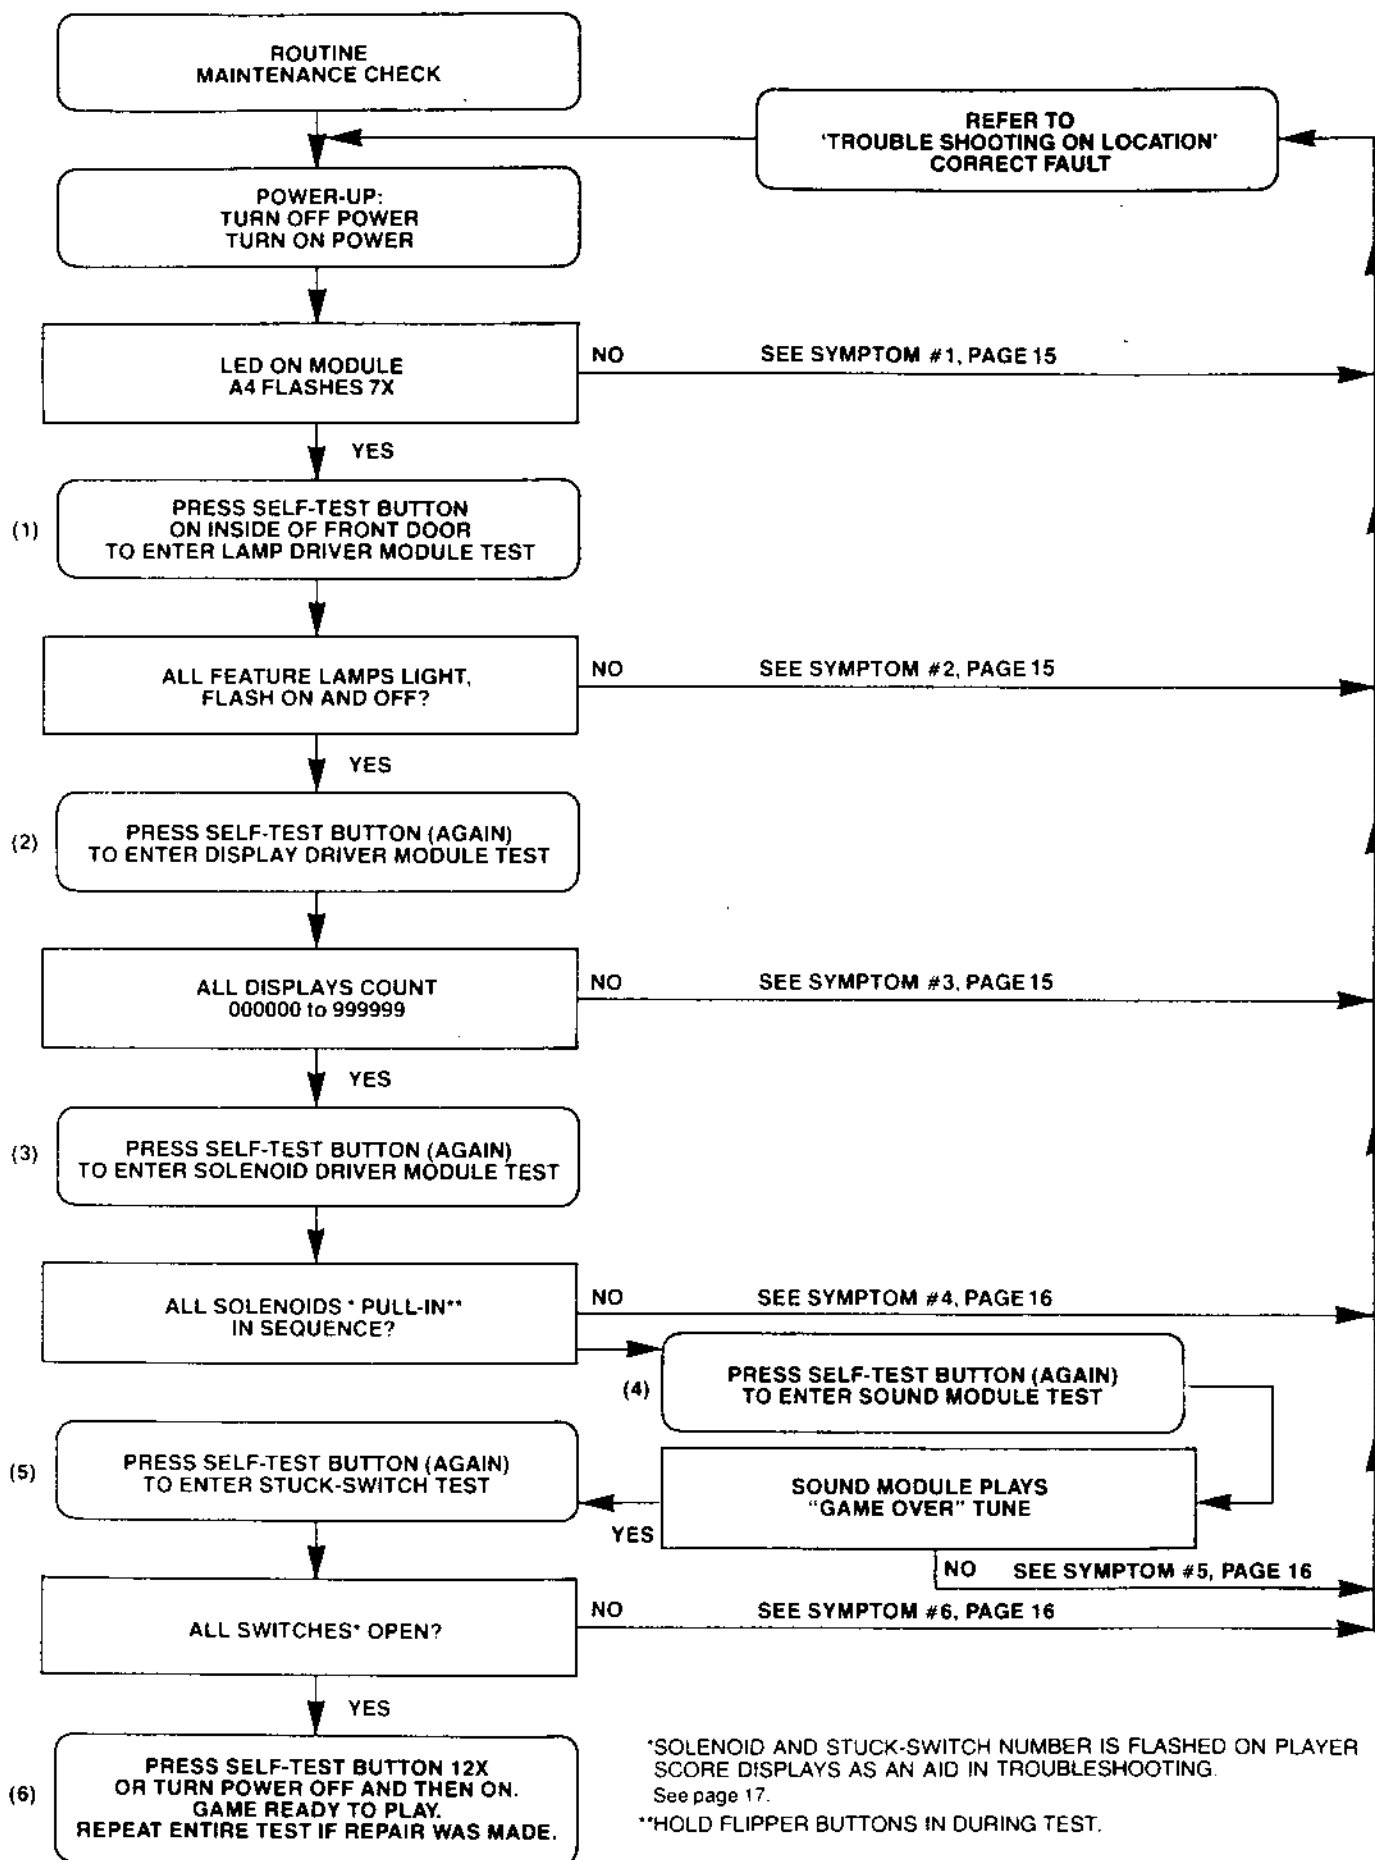 ROUTINE
MAINTENANCE CHECK
REFER TO
'TROUBLE SHOOTING ON LOCATION'
CORRECT FAULT
POWER-UP:
TURN OFF POWER
TURN ON POWER
LED ON MODULE
A4 FLASHES 7X
NO
SEE SYMPTOM #1, PAGE 15
YES
(1)
PRESS SELF-TEST BUTTON
ON INSIDE OF FRONT DOOR
TO ENTER LAMP DRIVER MODULE TEST
ALL FEATURE LAMPS LIGHT,
FLASH ON AND OFF?
NO
SEE SYMPTOM #2, PAGE 15
YES
(2)
PRESS SELF-TEST BUTTON (AGAIN)
TO ENTER DISPLAY DRIVER MODULE TEST
ALL DISPLAYS COUNT
000000 to 999999
NO
SEE SYMPTOM #3, PAGE 15
YES
(3)
PRESS SELF-TEST BUTTON (AGAIN)
TO ENTER SOLENOID DRIVER MODULE TEST
ALL SOLENOIDS * PULL-IN**
IN SEQUENCE?
NO
SEE SYMPTOM #4, PAGE 16
(4)
PRESS SELF-TEST BUTTON (AGAIN)
TO ENTER SOUND MODULE TEST
SOUND MODULE PLAYS
"GAME OVER" TUNE
YES
NO
SEE SYMPTOM #5, PAGE 16
(5)
PRESS SELF-TEST BUTTON (AGAIN)
TO ENTER STUCK-SWITCH TEST
ALL SWITCHES* OPEN?
NO
SEE SYMPTOM #6, PAGE 16
YES
(6)
PRESS SELF-TEST BUTTON 12X
OR TURN POWER OFF AND THEN ON.
GAME READY TO PLAY.
REPEAT ENTIRE TEST IF REPAIR WAS MADE.
*SOLENOID AND STUCK-SWITCH NUMBER IS FLASHED ON PLAYER
SCORE DISPLAYS AS AN AID IN TROUBLESHOOTING.
See page 17.
**HOLD FLIPPER BUTTONS IN DURING TEST.